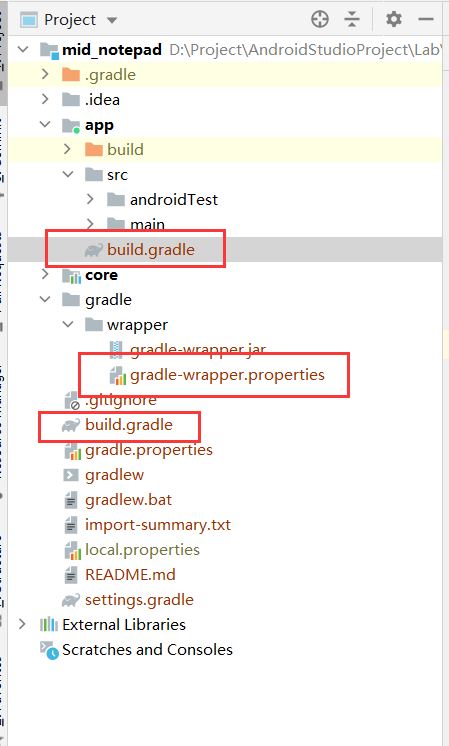 Project
mid_notepad D:\Project\AndroidStudioProject\Lab
.gradle
.idea
app
build
src
androidTest
main
build.gradle
core
gradle
wrapper
gradle-wrapper.jar
gradle-wrapper.properties
.gitignore
build.gradle
gradle.properties
gradlew
gradlew.bat
import-summary.txt
local.properties
README.md
settings.gradle
External Libraries
Scratches and Consoles